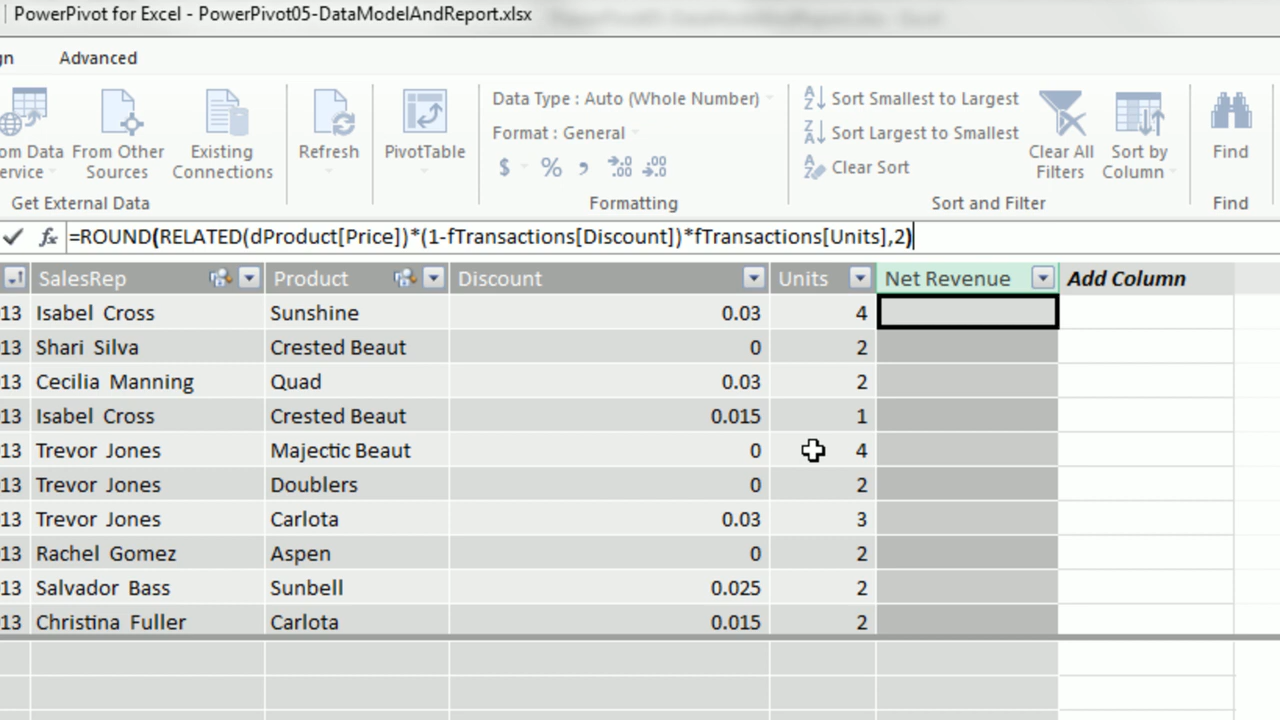 PowerPivot for Excel - PowerPivot05-DataModelAndReport.xlsx
gn Advanced
om Data ervice
From Other Sources
Existing Connections
Refresh
PivotTable
Data Type : Auto (Whole Number)
Format : General
$ % , .0 .00 .00 .0
Sort Smallest to Largest
Sort Largest to Smallest
Clear Sort
Clear All Filters
Sort by Column
Find
Get External Data Formatting Sort and Filter Find
fx =ROUND(RELATED(dProduct[Price])*(1-fTransactions[Discount])*fTransactions[Units],2)
SalesRep Product Discount Units Net Revenue Add Column
13 Isabel Cross Sunshine 0.03 4
13 Shari Silva Crested Beaut 0 2
13 Cecilia Manning Quad 0.03 2
13 Isabel Cross Crested Beaut 0.015 1
13 Trevor Jones Majectic Beaut 0 4
13 Trevor Jones Doublers 0 2
13 Trevor Jones Carlota 0.03 3
13 Rachel Gomez Aspen 0 2
13 Salvador Bass Sunbell 0.025 2
13 Christina Fuller Carlota 0.015 2